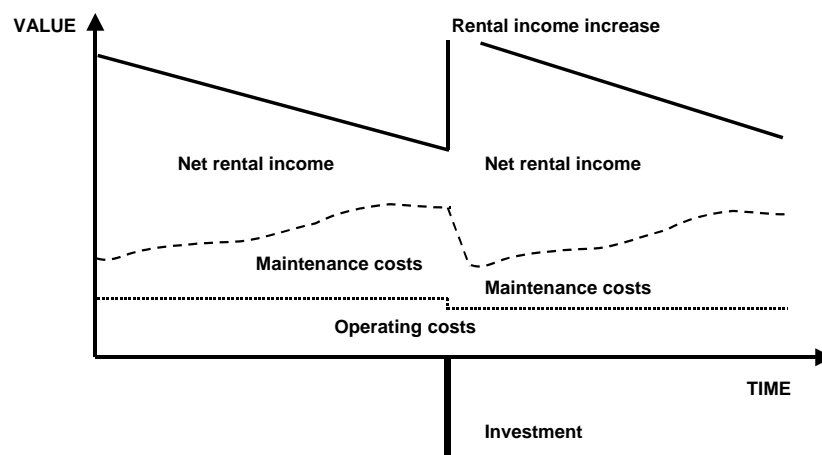 VALUE
Rental income increase
Net rental income
Net rental income
Maintenance costs
Maintenance costs
Operating costs
TIME
Investment